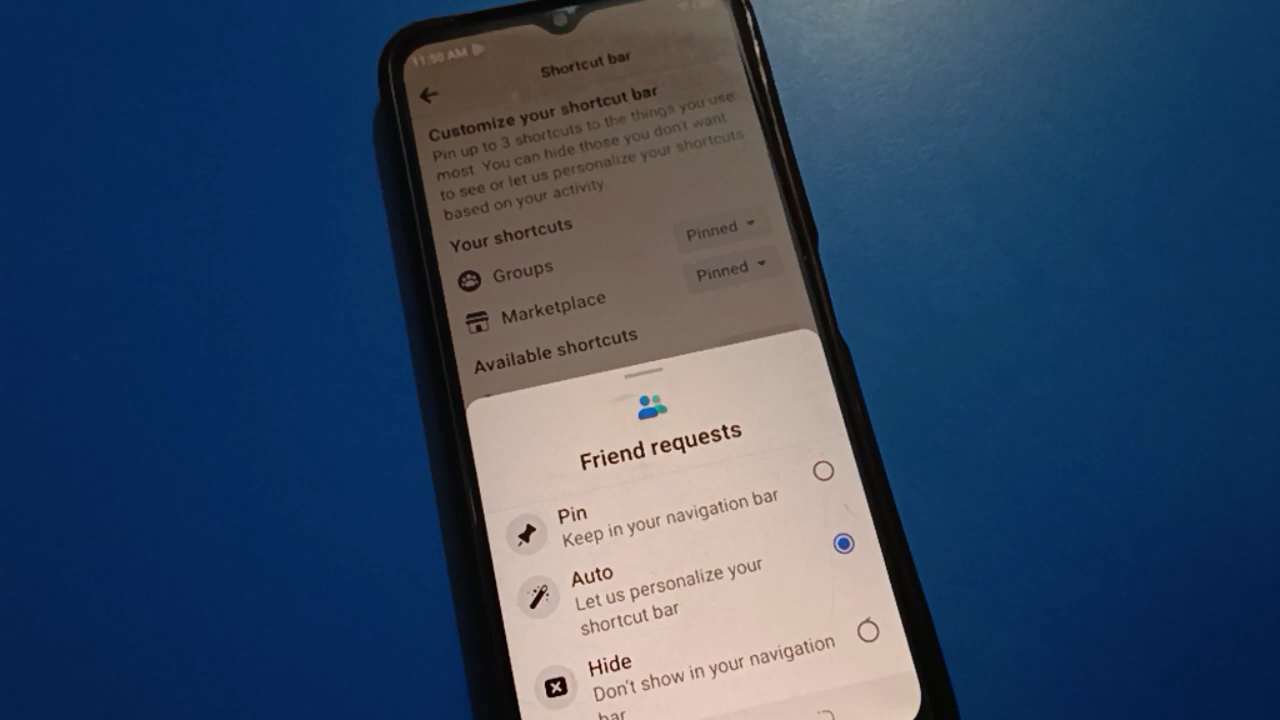 11:50 AM
Shortcut bar
Customize your shortcut bar
Pin up to 3 shortcuts to the things you use
most. You can hide those you don't want
to see or let us personalize your shortcuts
based on your activity.
Your shortcuts
Groups
Pinned
Marketplace
Pinned
Available shortcuts
Friend requests
Pin
Keep in your navigation bar
Auto
Let us personalize your
shortcut bar
Hide
Don't show in your navigation
bar